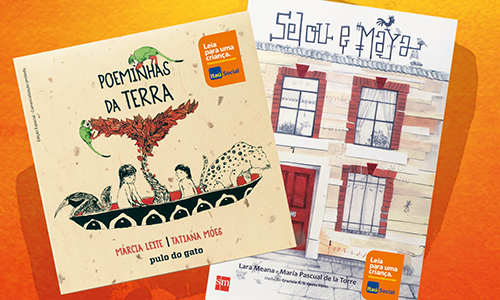 POEMINHAS
DA TERRA
Leia
para uma
criança.
Itaú Social
MÁRCIA LEITE | TATIANA MÓES
pulo do gato
Selou e Maya
Lara Meana e María Pascual de la Torre
sm
Leia
para uma
criança.
Itaú Social